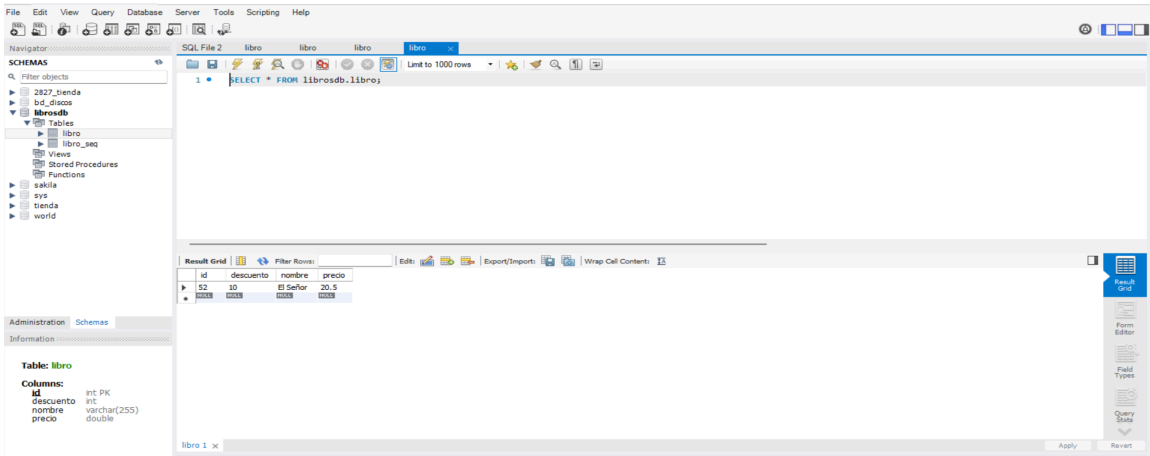 File Edit View Query Database Server Tools Scripting Help
Navigator
SCHEMAS
Filter objects
2827_tienda
bd_discos
librosdb
Tables
libro
libro_seq
Views
Stored Procedures
Functions
sakila
sys
tienda
world
Administration Schemas
Information
Table: libro
Columns:
id int PK
descuento int
nombre varchar(255)
precio double
SQL File 2 libro libro libro libro
Limit to 1000 rows
1 SELECT * FROM librosdb.libro;
Result Grid Filter Rows: Edit: Export/Import: Wrap Cell Content:
id descuento nombre precio
52 10 El Señor 20.5
NULL NULL NULL NULL
Result
Grid
Form
Editor
Field
Types
Query
Stats
libro 1
Apply Revert